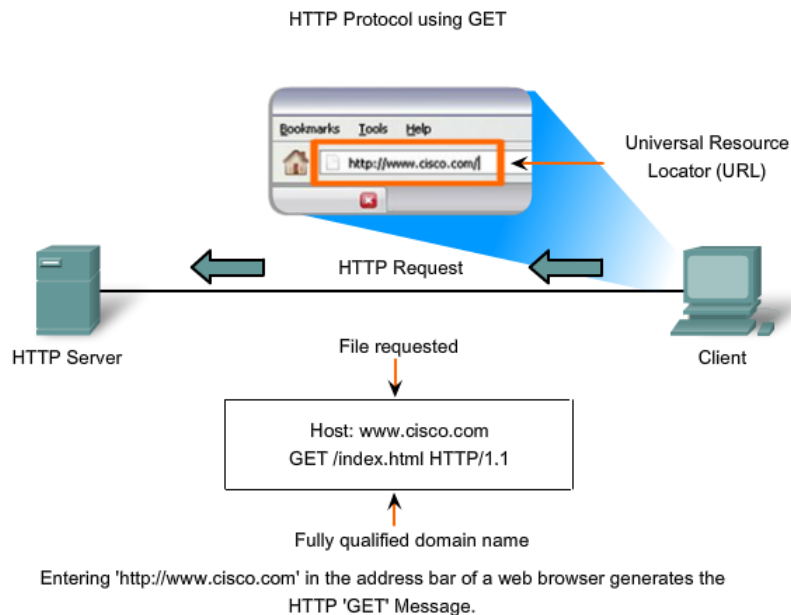 HTTP Protocol using GET
Bookmarks Tools Help
http://www.cisco.com/
Universal Resource
Locator (URL)
HTTP Request
HTTP Server
Client
File requested
Host: www.cisco.com
GET /index.html HTTP/1.1
Fully qualified domain name
Entering 'http://www.cisco.com' in the address bar of a web browser generates the
HTTP 'GET' Message.